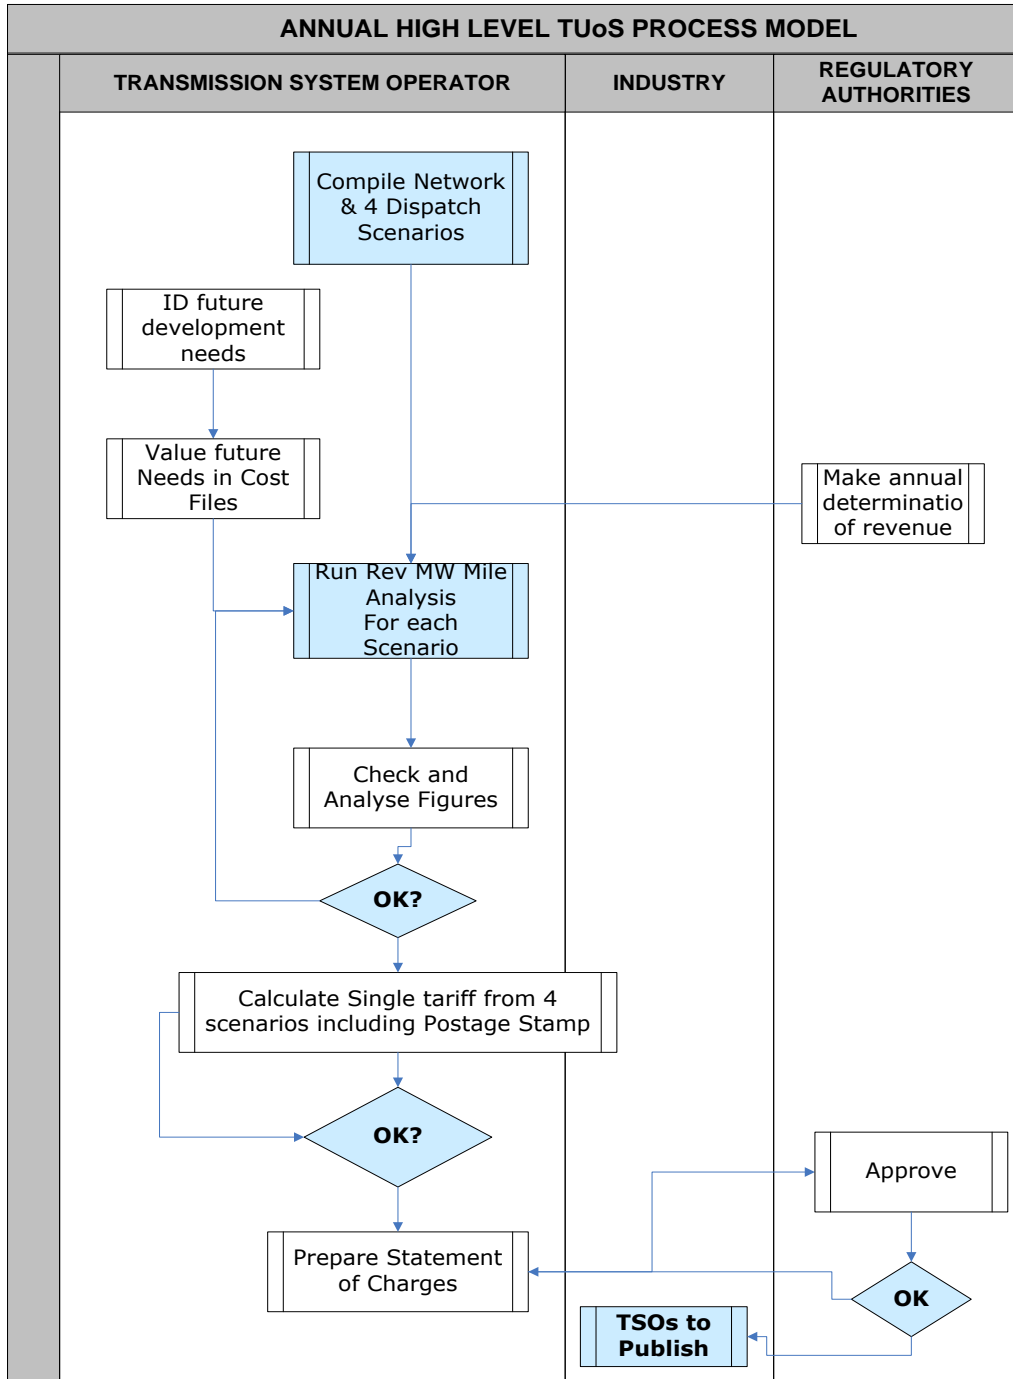 ANNUAL HIGH LEVEL TUoS PROCESS MODEL
TRANSMISSION SYSTEM OPERATOR
INDUSTRY
REGULATORY
AUTHORITIES
Compile Network
& 4 Dispatch
Scenarios
ID future
development
needs
Value future
Needs in Cost
Files
Make annual
determinatio
of revenue
Run Rev MW Mile
Analysis
For each
Scenario
Check and
Analyse Figures
OK?
Calculate Single tariff from 4
scenarios including Postage Stamp
OK?
Approve
Prepare Statement
of Charges
OK
TSOs to
Publish